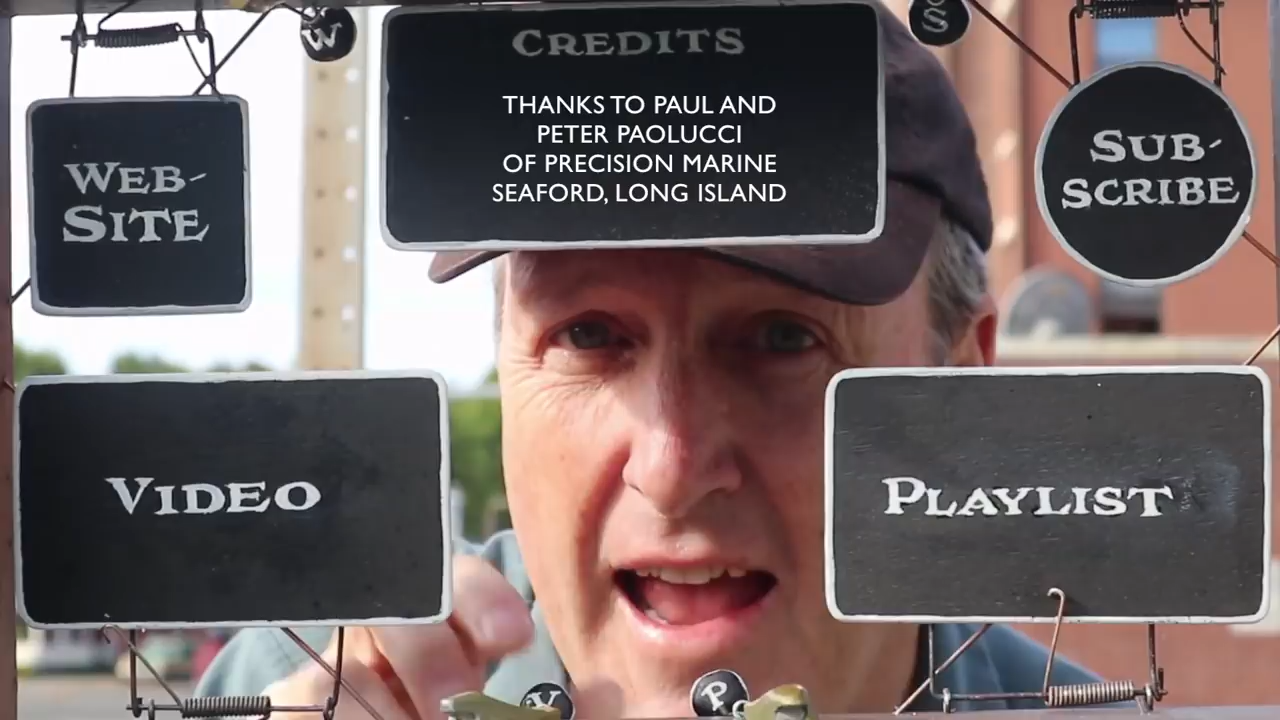 W
S
CREDITS
THANKS TO PAUL AND
PETER PAOLUCCI
OF PRECISION MARINE
SEAFORD, LONG ISLAND
WEB-
SITE
SUB-
SCRIBE
VIDEO
PLAYLIST
V
P